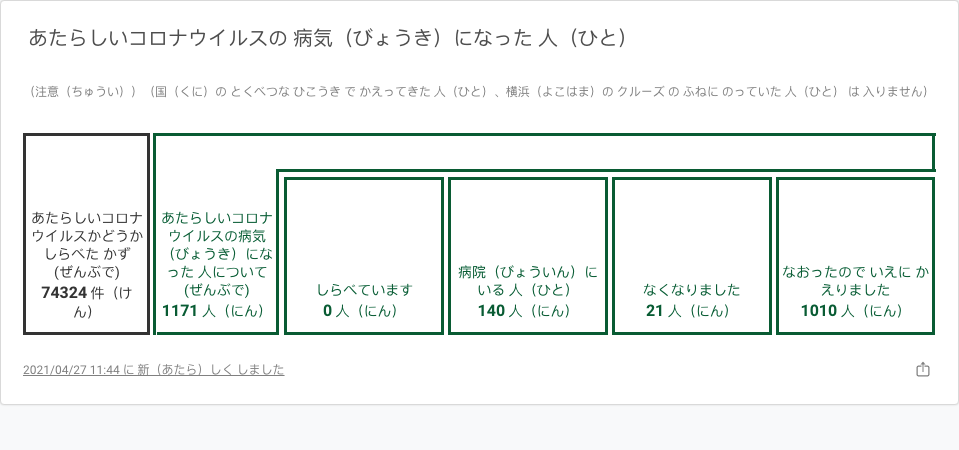 あたらしいコロナウイルスの 病気（びょうき）になった 人（ひと）
（注意（ちゅうい））（国（くに）の とくべつな ひこうき で かえってきた 人（ひと）、横浜（よこはま）の クルーズ の ふねに のっていた 人（ひと） は 入りません）
あたらしいコロナ
ウイルスかどうか
しらべた かず
(ぜんぶで)
74324 件（け
ん）
あたらしいコロナ
ウイルスの病気
（びょうき）にな
った 人について
(ぜんぶで)
1171 人（にん）
しらべています
0 人（にん）
病院（びょういん）に
いる 人（ひと）
140 人（にん）
なくなりました
21 人（にん）
なおったので いえに か
えりました
1010 人（にん）
2021/04/27 11:44 に 新（あたら）しく しました